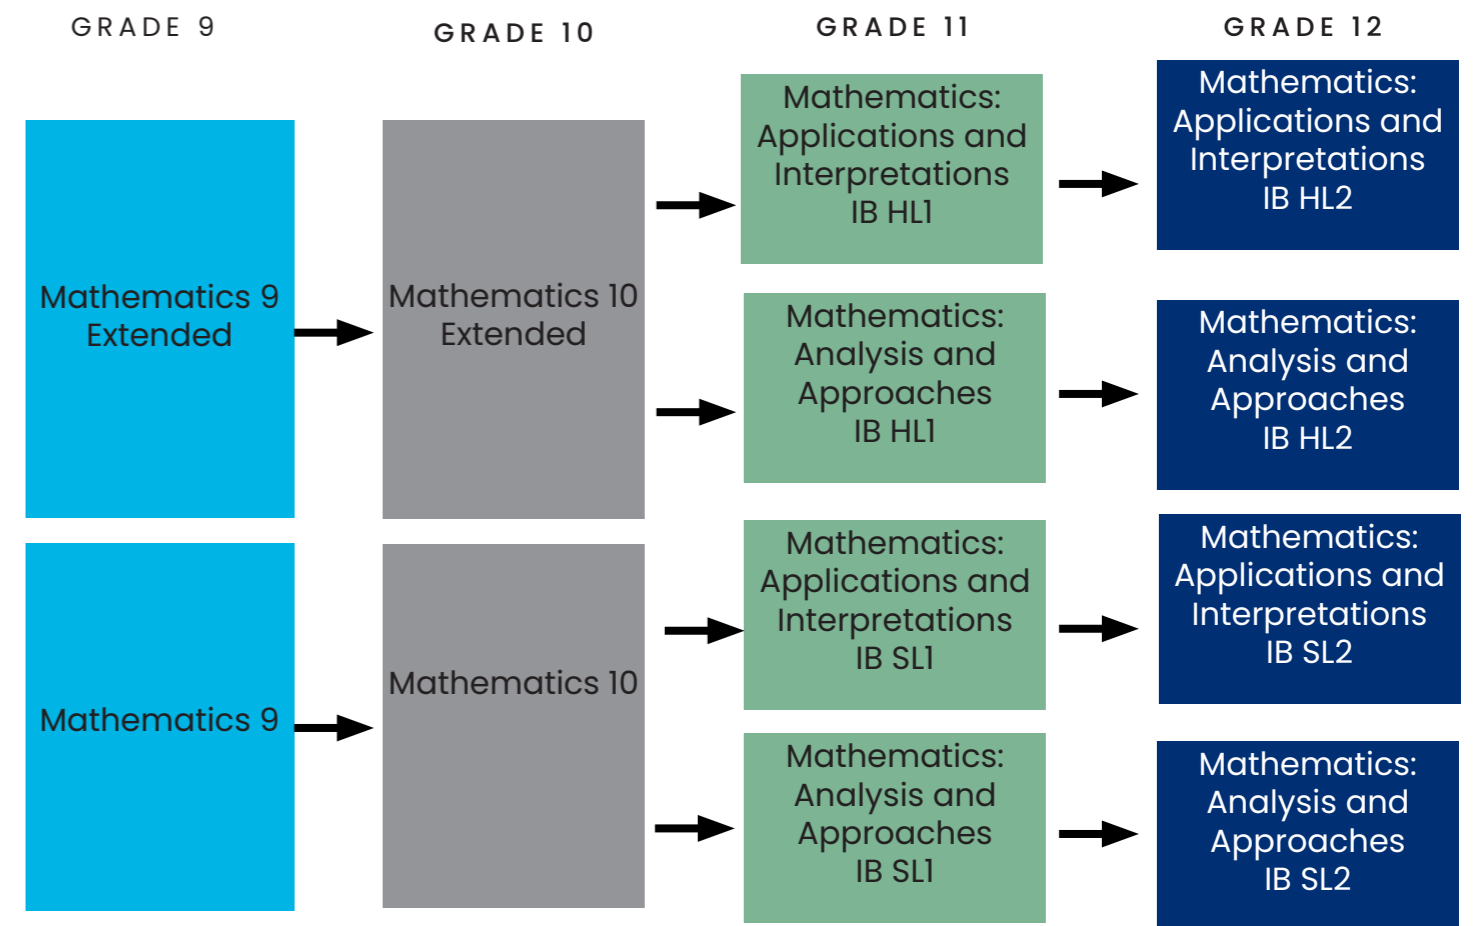 GRADE 9
GRADE 10
GRADE 11
GRADE 12
Mathematics 9
Extended
Mathematics 10
Extended
Mathematics:
Applications and
Interpretations
IB HL1
Mathematics:
Applications and
Interpretations
IB HL2
Mathematics:
Analysis and
Approaches
IB HL1
Mathematics:
Analysis and
Approaches
IB HL2
Mathematics 9
Mathematics 10
Mathematics:
Applications and
Interpretations
IB SL1
Mathematics:
Applications and
Interpretations
IB SL2
Mathematics:
Analysis and
Approaches
IB SL1
Mathematics:
Analysis and
Approaches
IB SL2